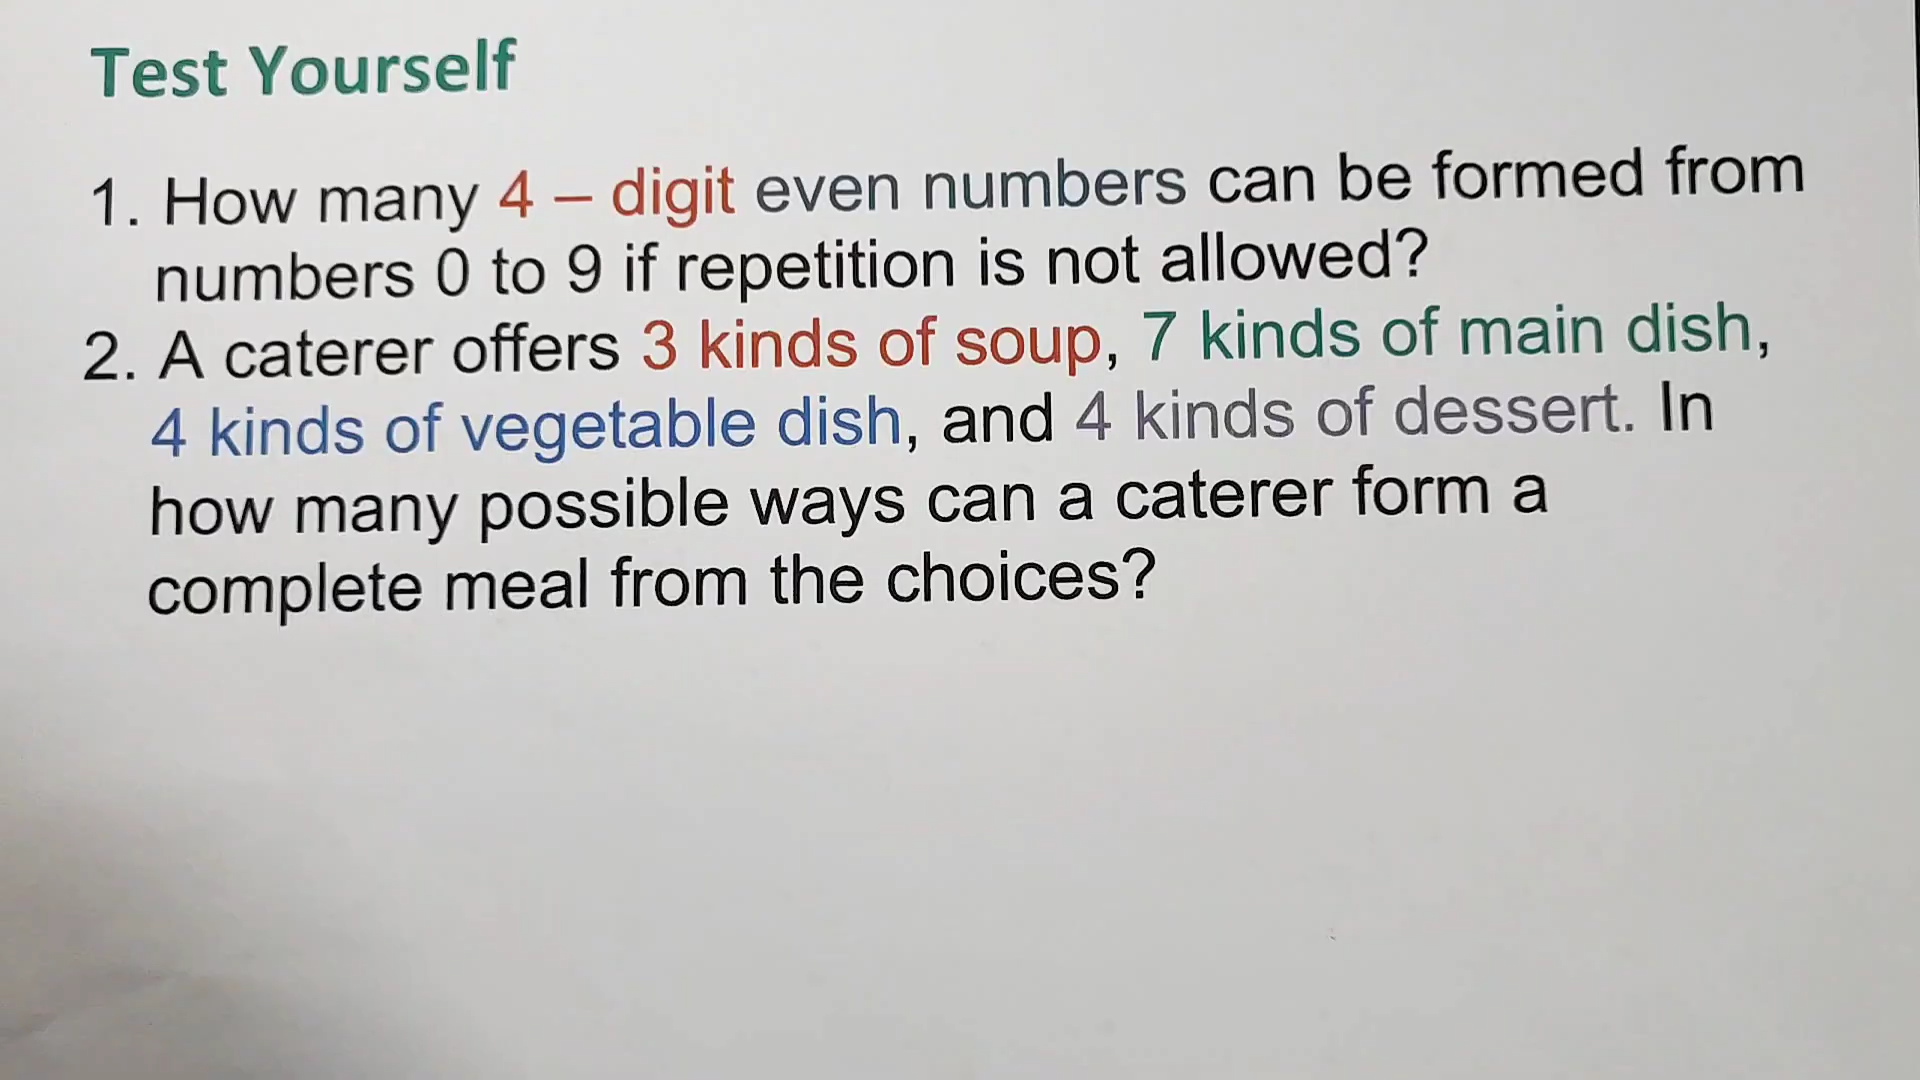 Test Yourself
1. How many 4 – digit even numbers can be formed from
numbers 0 to 9 if repetition is not allowed?
2. A caterer offers 3 kinds of soup, 7 kinds of main dish,
4 kinds of vegetable dish, and 4 kinds of dessert. In
how many possible ways can a caterer form a
complete meal from the choices?